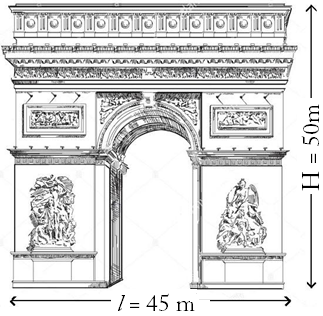 H = 50m
l = 45 m